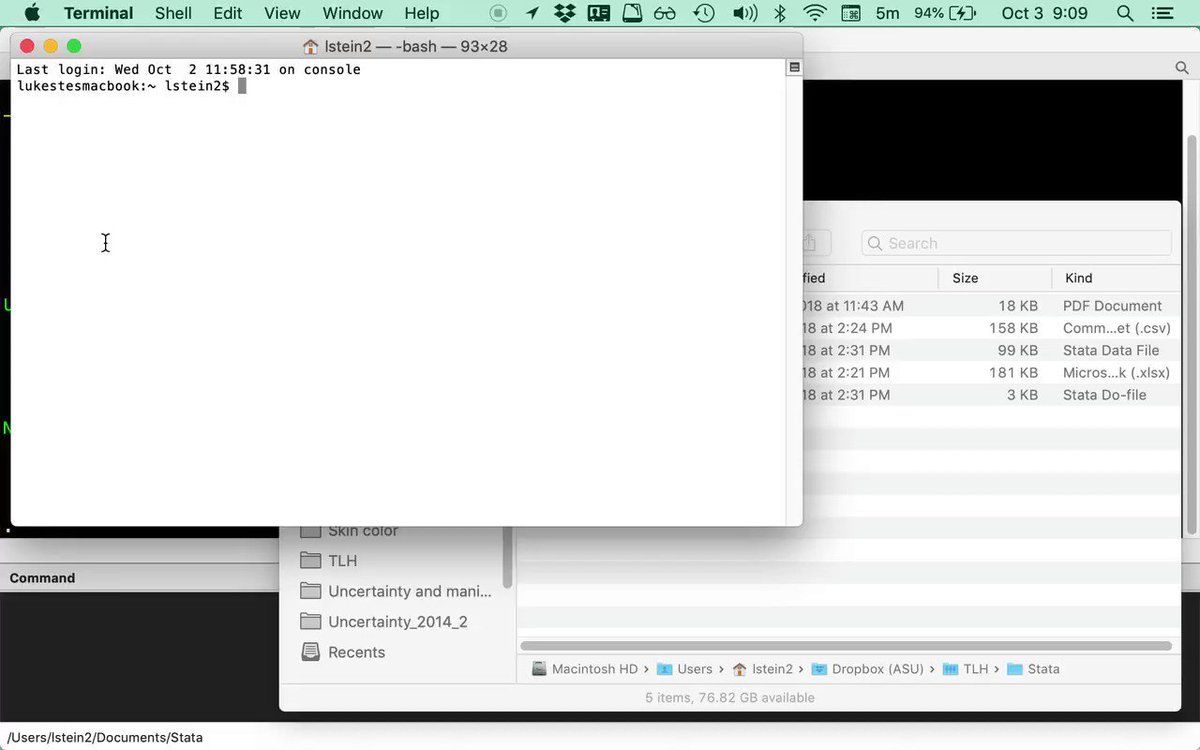 Terminal Shell Edit View Window Help 5m 94% Oct 3 9:09
lstein2 — -bash — 93×28
Last login: Wed Oct  2 11:58:31 on console
lukestesmacbook:~ lstein2$
Search
fied Size Kind
018 at 11:43 AM 18 KB PDF Document
18 at 2:24 PM 158 KB Comm...et (.csv)
18 at 2:31 PM 99 KB Stata Data File
18 at 2:21 PM 181 KB Micros...k (.xlsx)
18 at 2:31 PM 3 KB Stata Do-file
Skin color
TLH
Uncertainty and mani...
Uncertainty_2014_2
Recents
Macintosh HD › Users › lstein2 › Dropbox (ASU) › TLH › Stata
5 items, 76.82 GB available
Command
/Users/lstein2/Documents/Stata